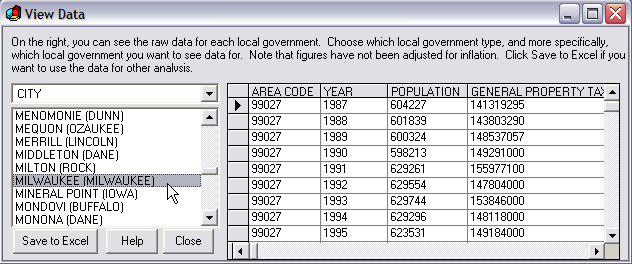 View Data
On the right, you can see the raw data for each local government. Choose which local government type, and more specifically,
which local government you want to see data for. Note that figures have not been adjusted for inflation. Click Save to Excel if you
want to use the data for other analysis.
CITY
MENOMONIE (DUNN)
MEQUON (OZAUKEE)
MERRILL (LINCOLN)
MIDDLETON (DANE)
MILTON (ROCK)
MILWAUKEE (MILWAUKEE)
MINERAL POINT (IOWA)
MONDOVI (BUFFALO)
MONONA (DANE)
Save to Excel Help Close
AREA CODE YEAR POPULATION GENERAL PROPERTY TAX
99027 1987 604227 141319295
99027 1988 601839 143803290
99027 1989 600324 148537057
99027 1990 598213 149291000
99027 1991 629261 155977100
99027 1992 629554 147804000
99027 1993 629744 153846000
99027 1994 629296 148118000
99027 1995 623531 149184000